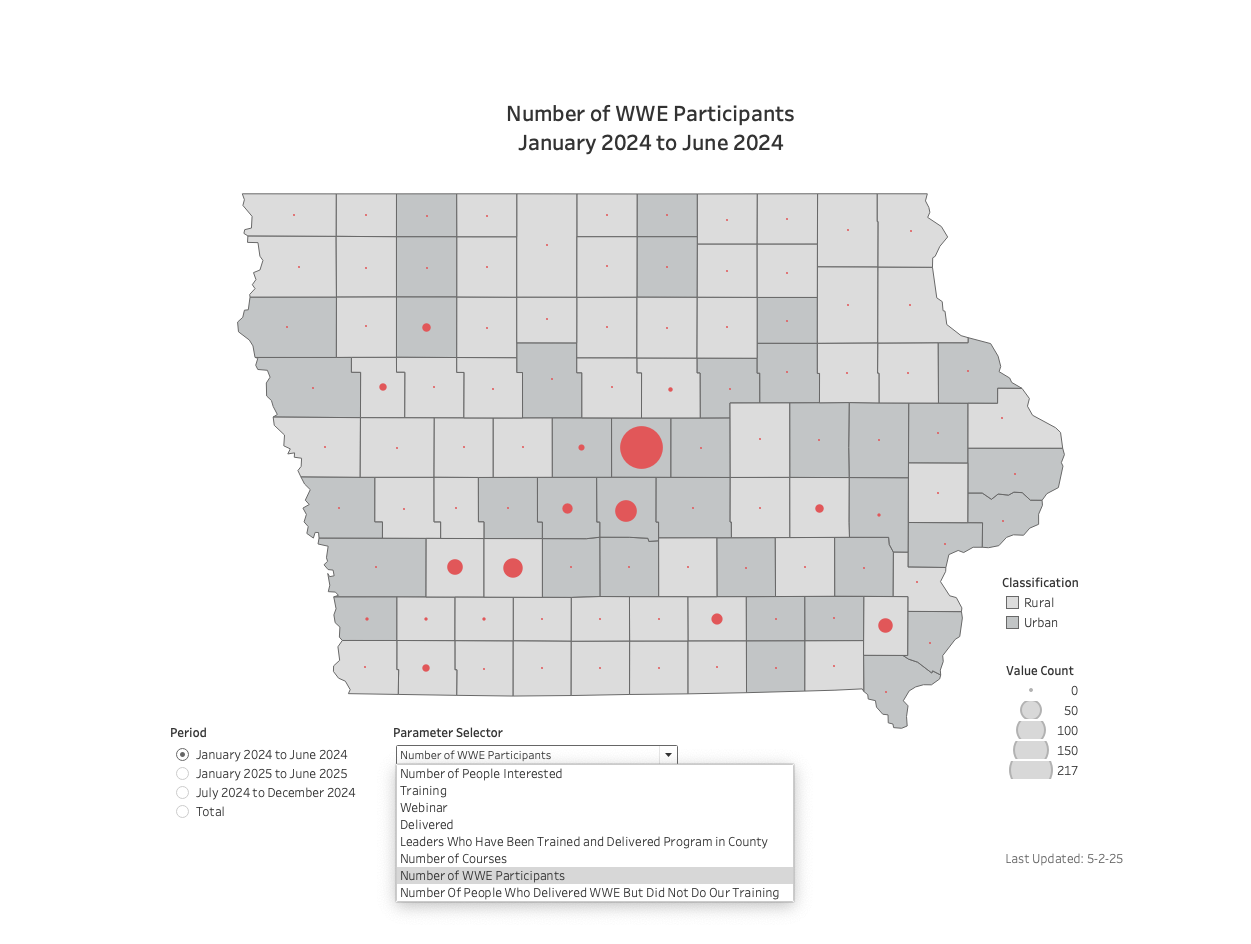 Number of WWE Participants
January 2024 to June 2024
Classification
Rural
Urban
Value Count
0
50
100
150
217
Period
January 2024 to June 2024
January 2025 to June 2025
July 2024 to December 2024
Total
Parameter Selector
Number of WWE Participants
Number of People Interested
Training
Webinar
Delivered
Leaders Who Have Been Trained and Delivered Program in County
Number of Courses
Number of WWE Participants
Number Of People Who Delivered WWE But Did Not Do Our Training
Last Updated: 5-2-25